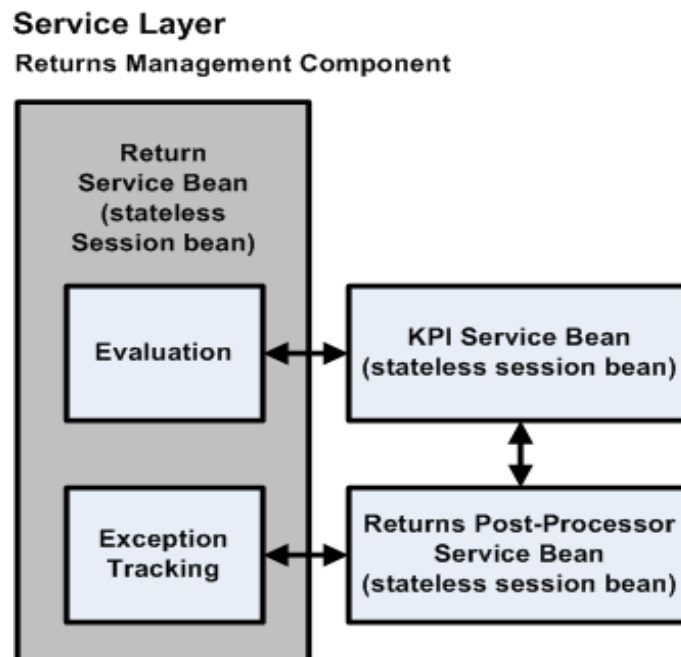 Service Layer
Returns Management Component
Return
Service Bean
(stateless
Session bean)
Evaluation
KPI Service Bean
(stateless session bean)
Exception
Tracking
Returns Post-Processor
Service Bean
(stateless session bean)